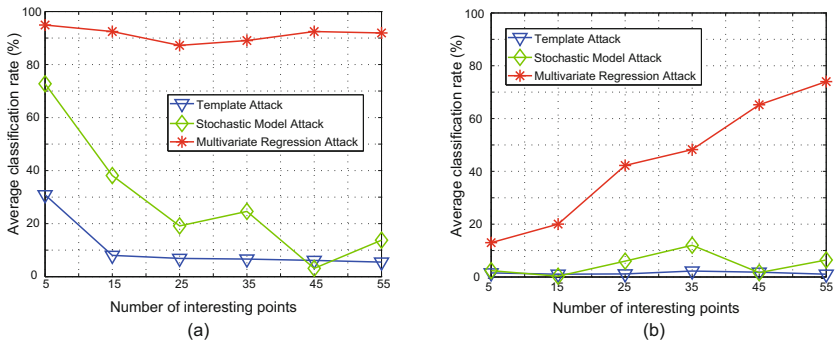 Average classification rate (%)
100
80
60
40
20
0
Template Attack
Stochastic Model Attack
Multivariate Regression Attack
5 15 25 35 45 55
Number of interesting points
(a)
Average classification rate (%)
100
80
60
40
20
0
Template Attack
Stochastic Model Attack
Multivariate Regression Attack
5 15 25 35 45 55
Number of interesting points
(b)